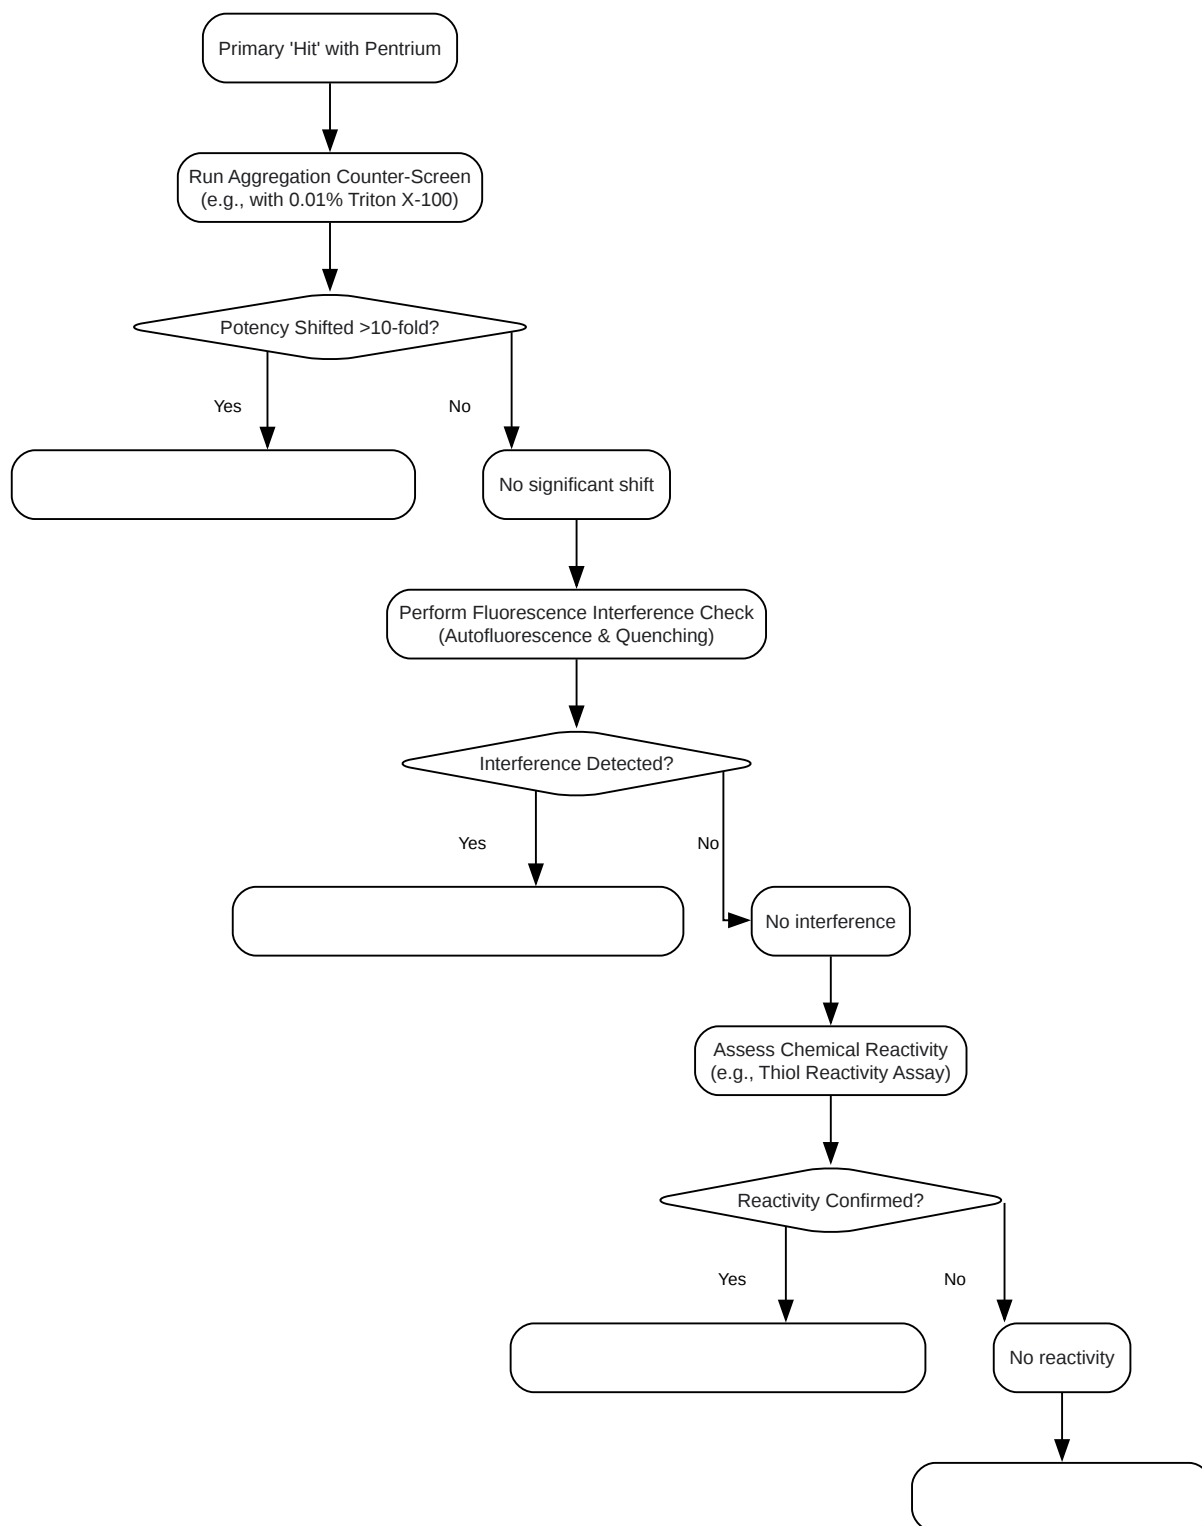 Primary 'Hit' with Pentrium
Run Aggregation Counter-Screen
(e.g., with 0.01% Triton X-100)
Potency Shifted >10-fold?
Yes
No
No significant shift
Perform Fluorescence Interference Check
(Autofluorescence & Quenching)
Interference Detected?
Yes
No
No interference
Assess Chemical Reactivity
(e.g., Thiol Reactivity Assay)
Reactivity Confirmed?
Yes
No
No reactivity